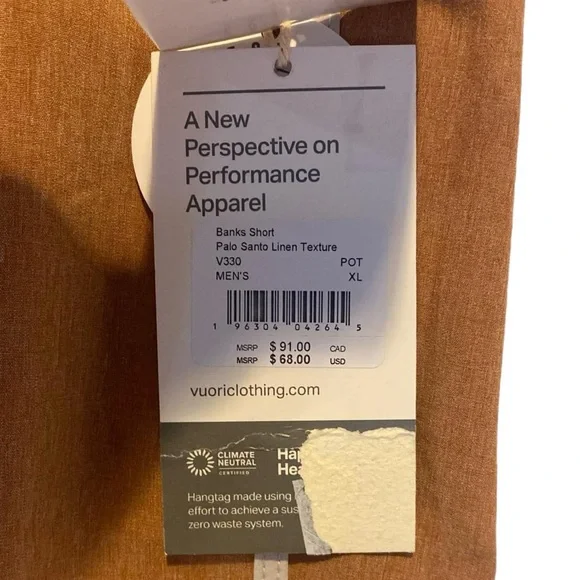 A New
Perspective on
Performance
Apparel
Banks Short
Palo Santo Linen Texture
V330 POT
MEN'S XL
1 96304 04264 5
MSRP $ 91.00 CAD
MSRP $ 68.00 USD
vuoriclothing.com
CLIMATE
NEUTRAL
CERTIFIED
Hangtag made using
effort to achieve a
zero waste system.